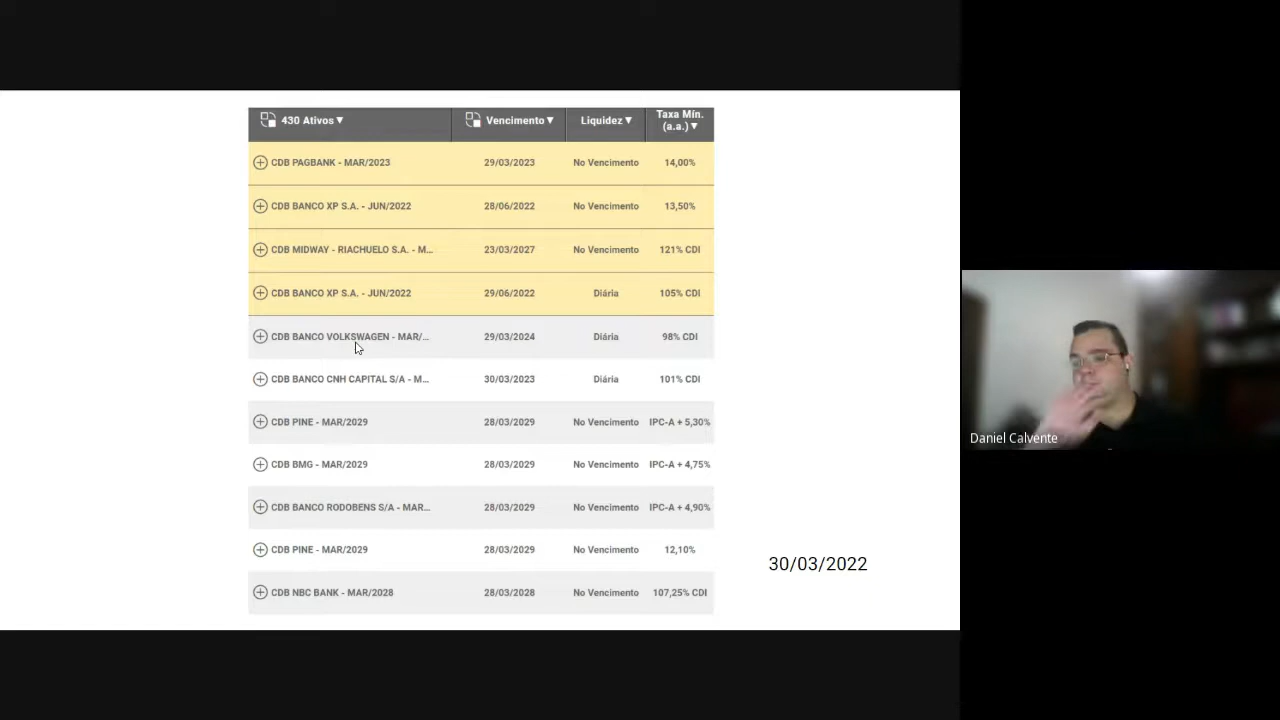 430 Ativos ▼ Vencimento ▼ Liquidez ▼ Taxa Mín. (a.a.) ▼
CDB PAGBANK - MAR/2023 29/03/2023 No Vencimento 14,00%
CDB BANCO XP S.A. - JUN/2022 28/06/2022 No Vencimento 13,50%
CDB MIDWAY - RIACHUELO S.A. - M... 23/03/2027 No Vencimento 121% CDI
CDB BANCO XP S.A. - JUN/2022 29/06/2022 Diária 105% CDI
CDB BANCO VOLKSWAGEN - MAR/... 29/03/2024 Diária 98% CDI
CDB BANCO CNH CAPITAL S/A - M... 30/03/2023 Diária 101% CDI
CDB PINE - MAR/2029 28/03/2029 No Vencimento IPC-A + 5,30%
CDB BMG - MAR/2029 28/03/2029 No Vencimento IPC-A + 4,75%
CDB BANCO RODOBENS S/A - MAR... 28/03/2029 No Vencimento IPC-A + 4,90%
CDB PINE - MAR/2029 28/03/2029 No Vencimento 12,10%
CDB NBC BANK - MAR/2028 28/03/2028 No Vencimento 107,25% CDI
30/03/2022
Daniel Calvente